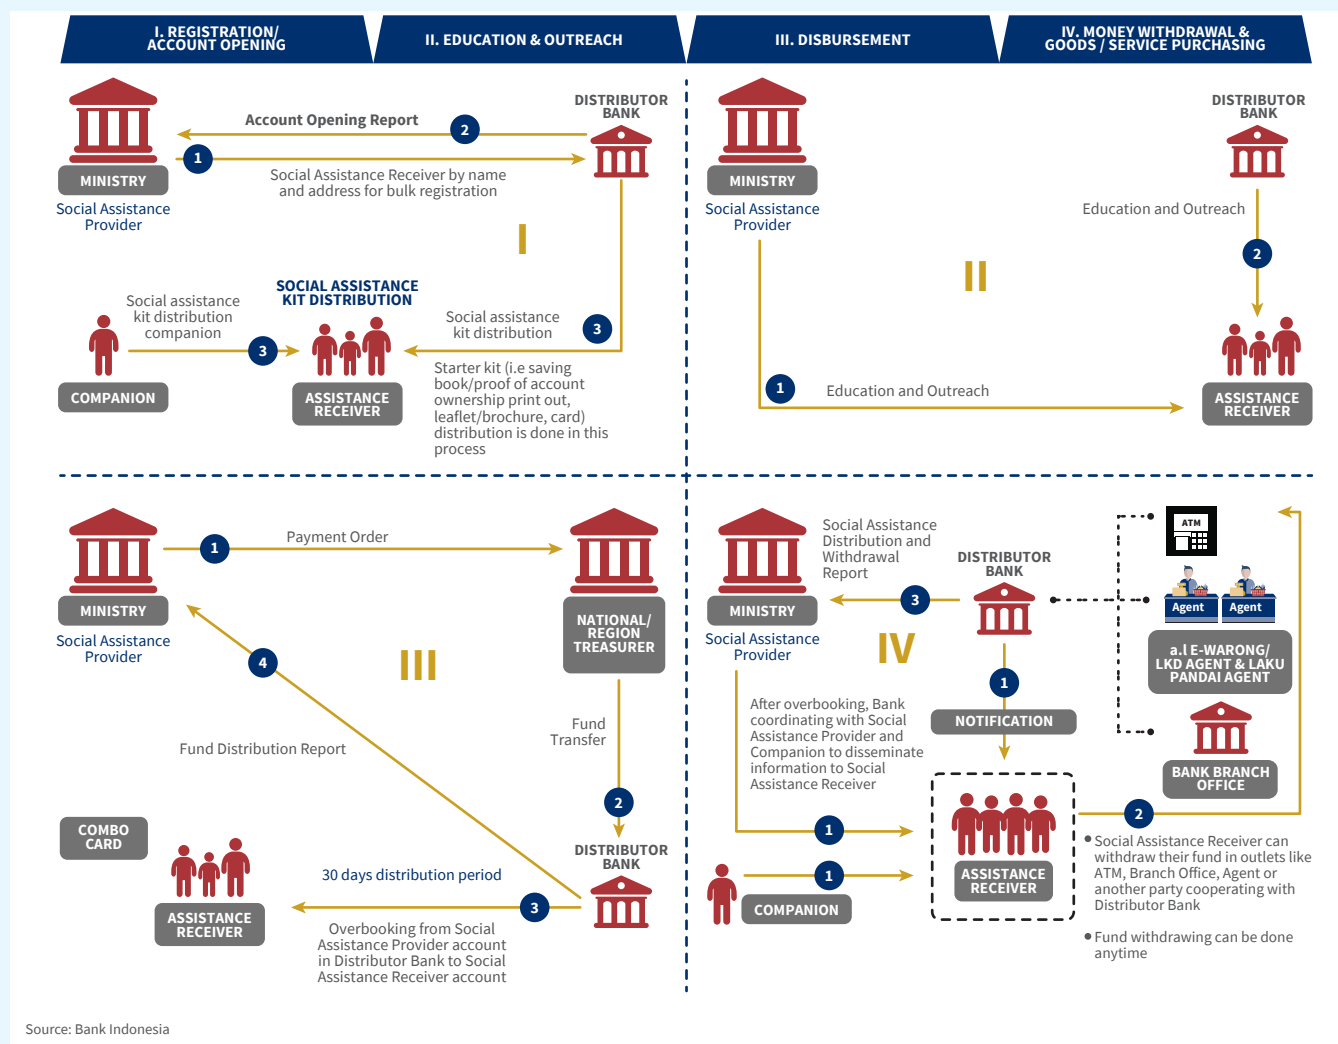 I. REGISTRATION/
ACCOUNT OPENING
II. EDUCATION & OUTREACH
III. DISBURSEMENT
IV. MONEY WITHDRAWAL &
GOODS / SERVICE PURCHASING
MINISTRY
Social Assistance
Provider
Account Opening Report
2
1
Social Assistance Receiver by name
and address for bulk registration
DISTRIBUTOR
BANK
I
Social assistance
kit distribution
companion
3
COMPANION
SOCIAL ASSISTANCE
KIT DISTRIBUTION
ASSISTANCE
RECEIVER
Social assistance
kit distribution
3
Starter kit (i.e saving
book/proof of account
ownership print out,
leaflet/brochure, card)
distribution is done in this
process
MINISTRY
Social Assistance
Provider
DISTRIBUTOR
BANK
Education and Outreach
2
II
1
Education and Outreach
ASSISTANCE
RECEIVER
MINISTRY
Social Assistance
Provider
1
Payment Order
NATIONAL/
REGION
TREASURER
III
4
Fund Distribution Report
Fund
Transfer
2
DISTRIBUTOR
BANK
COMBO
CARD
ASSISTANCE
RECEIVER
30 days distribution period
3
Overbooking from Social
Assistance Provider account
in Distributor Bank to Social
Assistance Receiver account
MINISTRY
Social Assistance
Provider
Social Assistance
Distribution and
Withdrawal
Report
3
DISTRIBUTOR
BANK
IV
1
NOTIFICATION
After overbooking, Bank
coordinating with Social
Assistance Provider and
Companion to disseminate
information to Social
Assistance Receiver
1
1
COMPANION
ASSISTANCE
RECEIVER
ATM
Agent
Agent
a.l E-WARONG/
LKD AGENT & LAKU
PANDAI AGENT
BANK BRANCH
OFFICE
2
• Social Assistance Receiver can
withdraw their fund in outlets like
ATM, Branch Office, Agent or
another party cooperating with
Distributor Bank
• Fund withdrawing can be done
anytime
Source: Bank Indonesia